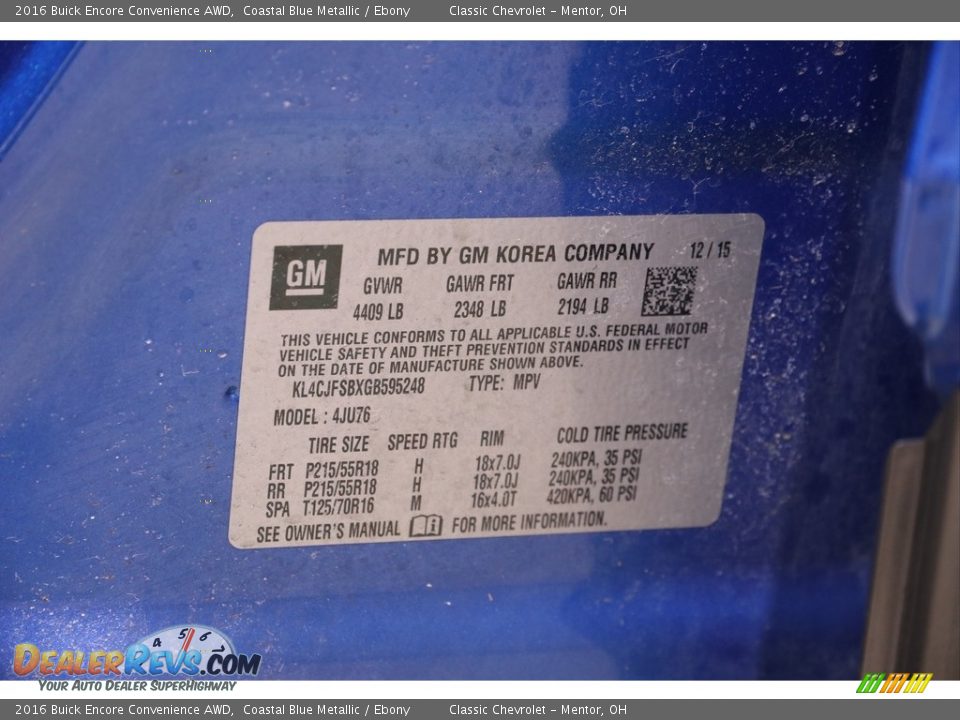 2016 Buick Encore Convenience AWD, Coastal Blue Metallic / Ebony Classic Chevrolet – Mentor, OH
GM
MFD BY GM KOREA COMPANY 12 / 15
GVWR GAWR FRT GAWR RR
4409 LB 2348 LB 2194 LB
THIS VEHICLE CONFORMS TO ALL APPLICABLE U.S. FEDERAL MOTOR
VEHICLE SAFETY AND THEFT PREVENTION STANDARDS IN EFFECT
ON THE DATE OF MANUFACTURE SHOWN ABOVE.
KL4CJFSBXGB595248 TYPE: MPV
MODEL : 4JU76
TIRE SIZE SPEED RTG RIM COLD TIRE PRESSURE
FRT P215/55R18 H 18x7.0J 240KPA, 35 PSI
RR P215/55R18 H 18x7.0J 240KPA, 35 PSI
SPA T125/70R16 M 16x4.0T 420KPA, 60 PSI
SEE OWNER'S MANUAL i FOR MORE INFORMATION.
4 5 6
DealerRevs.com
Your Auto Dealer SuperHighway
2016 Buick Encore Convenience AWD, Coastal Blue Metallic / Ebony Classic Chevrolet – Mentor, OH